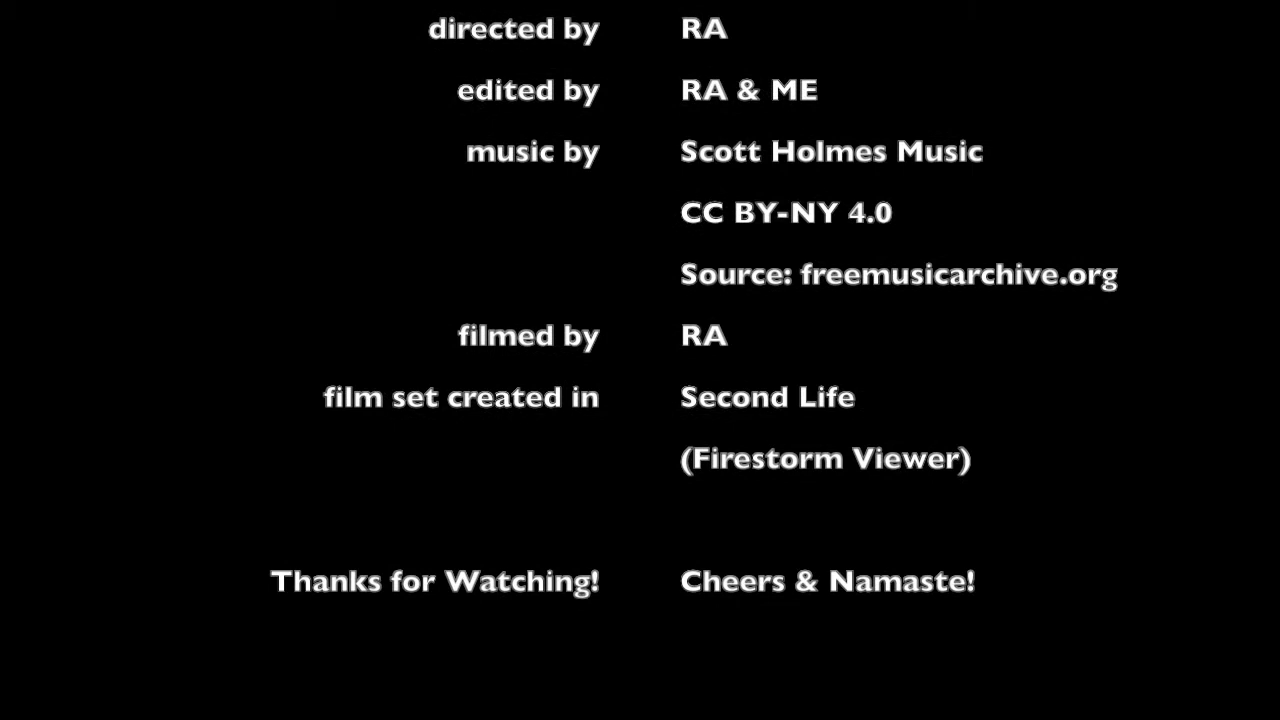 directed by RA
edited by RA & ME
music by Scott Holmes Music
CC BY-NY 4.0
Source: freemusicarchive.org
filmed by RA
film set created in Second Life
(Firestorm Viewer)
Thanks for Watching! Cheers & Namaste!